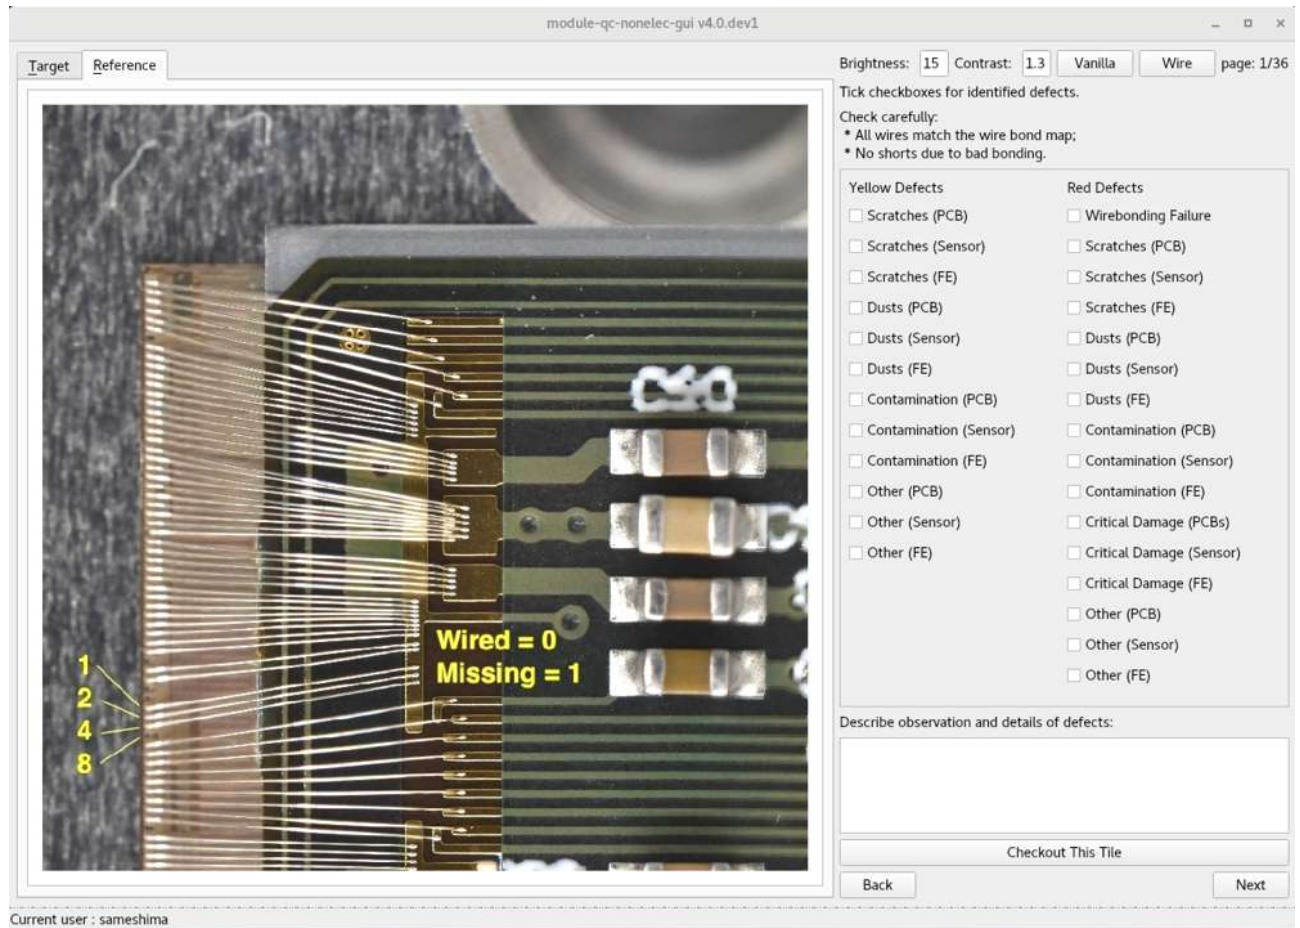 module-qc-nonelec-gui v4.0.dev1
Target Reference
Brightness: 15 Contrast: 1.3 Vanilla Wire page: 1/36
Tick checkboxes for identified defects.
Check carefully:
* All wires match the wire bond map;
* No shorts due to bad bonding.
Yellow Defects
Scratches (PCB)
Scratches (Sensor)
Scratches (FE)
Dusts (PCB)
Dusts (Sensor)
Dusts (FE)
Contamination (PCB)
Contamination (Sensor)
Contamination (FE)
Other (PCB)
Other (Sensor)
Other (FE)
Red Defects
Wirebonding Failure
Scratches (PCB)
Scratches (Sensor)
Scratches (FE)
Dusts (PCB)
Dusts (Sensor)
Dusts (FE)
Contamination (PCB)
Contamination (Sensor)
Contamination (FE)
Critical Damage (PCBs)
Critical Damage (Sensor)
Critical Damage (FE)
Other (PCB)
Other (Sensor)
Other (FE)
Wired = 0
Missing = 1
1
2
4
8
Describe observation and details of defects:
Checkout This Tile
Back Next
Current user : sameshima